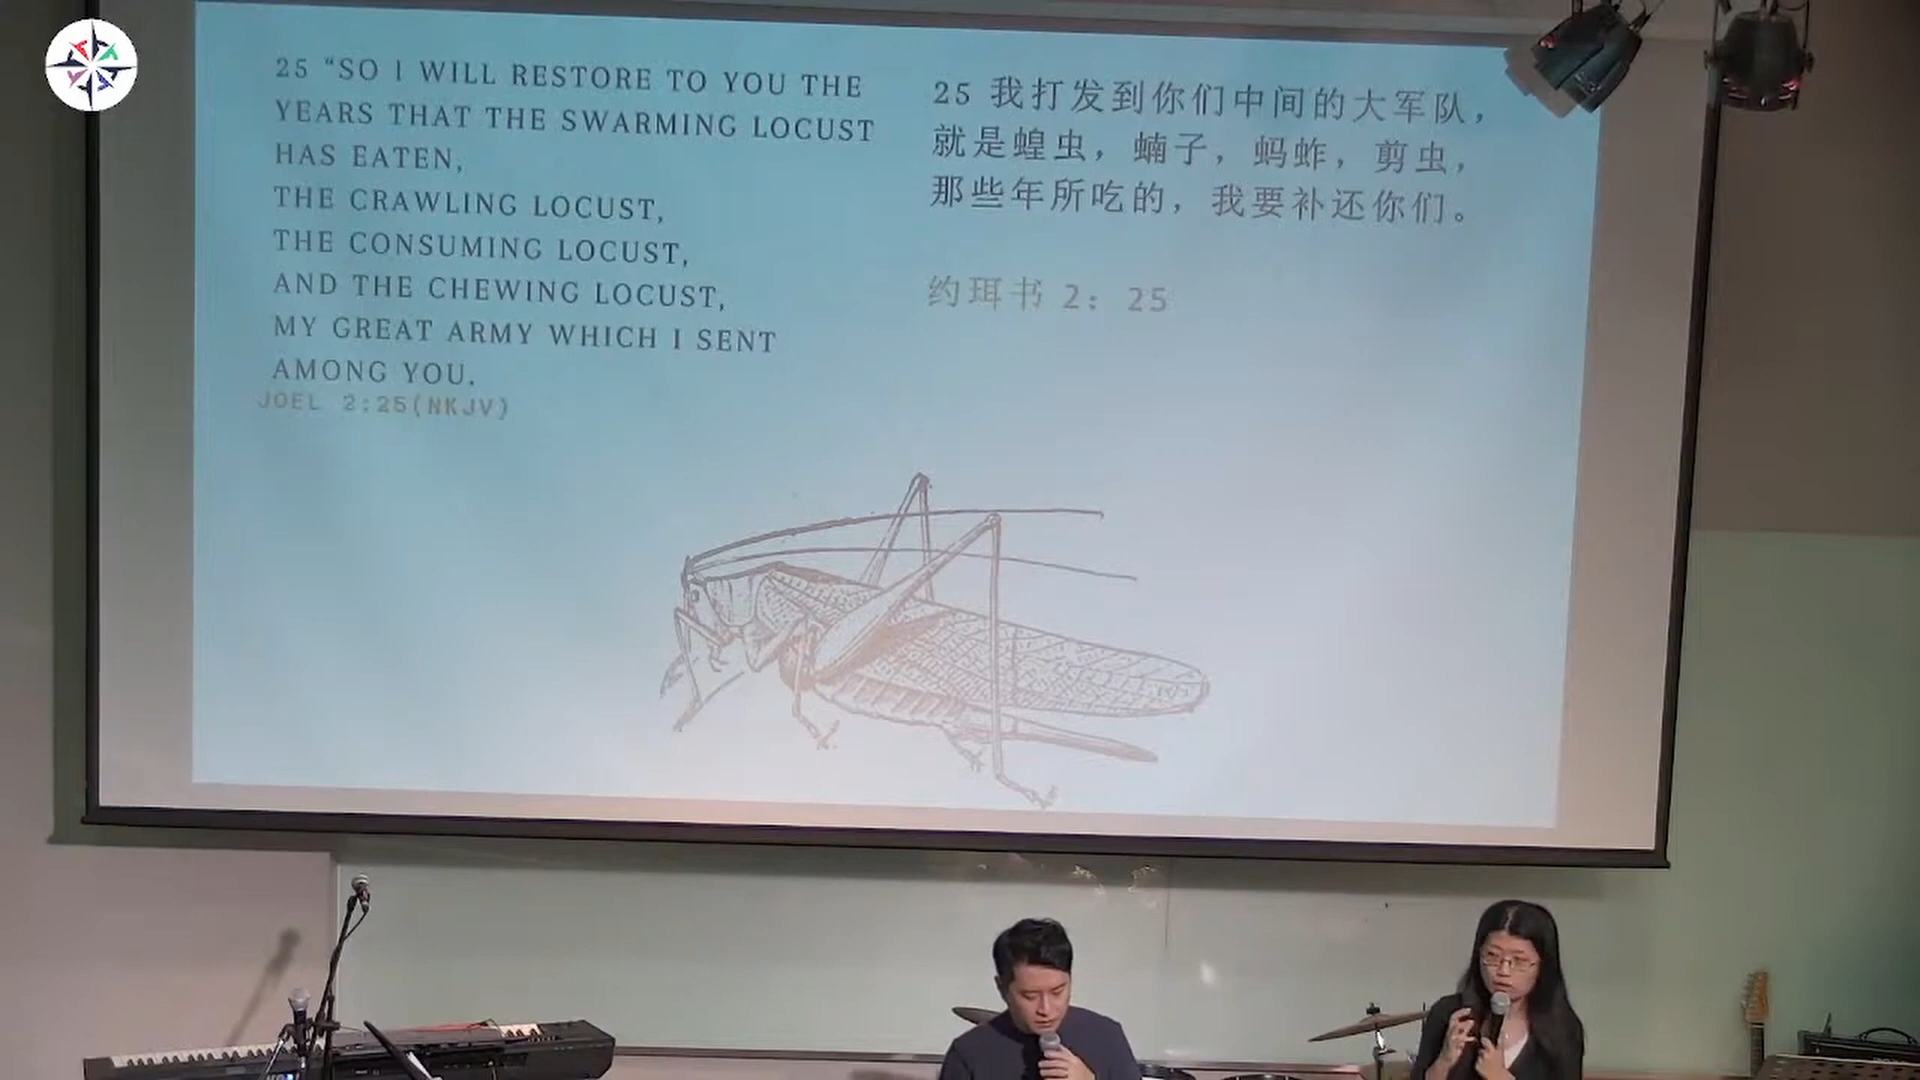 25 “SO I WILL RESTORE TO YOU THE
YEARS THAT THE SWARMING LOCUST
HAS EATEN,
THE CRAWLING LOCUST,
THE CONSUMING LOCUST,
AND THE CHEWING LOCUST,
MY GREAT ARMY WHICH I SENT
AMONG YOU.
JOEL 2:25(NKJV)
25 我打发到你们中间的大军队，
就是蝗虫，蝻子，蚂蚱，剪虫，
那些年所吃的，我要补还你们。
约珥书 2：25